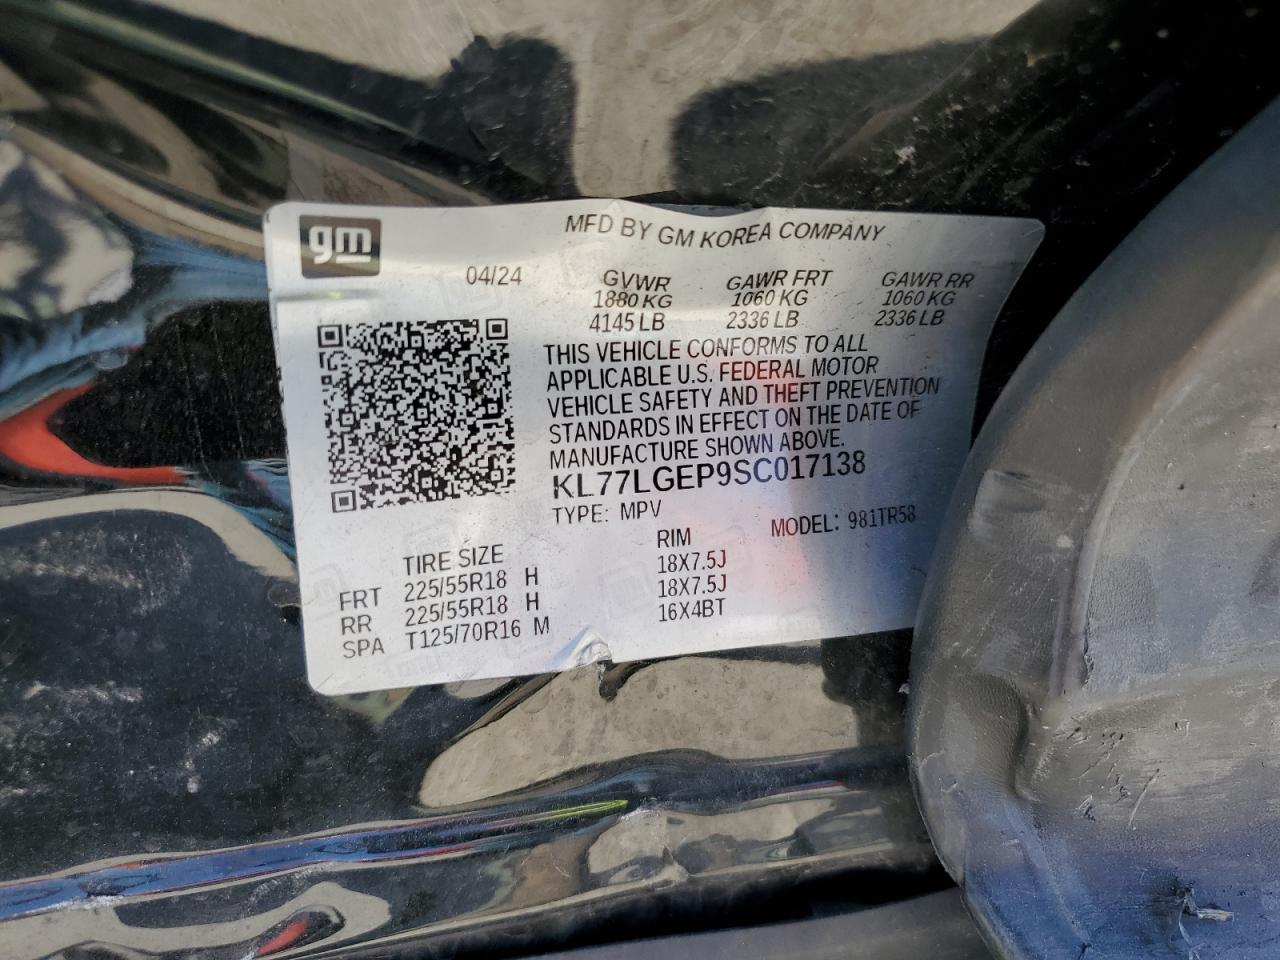 gm
MFD BY GM KOREA COMPANY
04/24 GVWR GAWR FRT GAWR RR
1880 KG 1060 KG 1060 KG
4145 LB 2336 LB 2336 LB
THIS VEHICLE CONFORMS TO ALL
APPLICABLE U.S. FEDERAL MOTOR
VEHICLE SAFETY AND THEFT PREVENTION
STANDARDS IN EFFECT ON THE DATE OF
MANUFACTURE SHOWN ABOVE.
KL77LGEP9SC017138
TYPE: MPV MODEL: 981TR58
TIRE SIZE RIM
FRT 225/55R18 H 18X7.5J
RR 225/55R18 H 18X7.5J
SPA T125/70R16 M 16X4BT